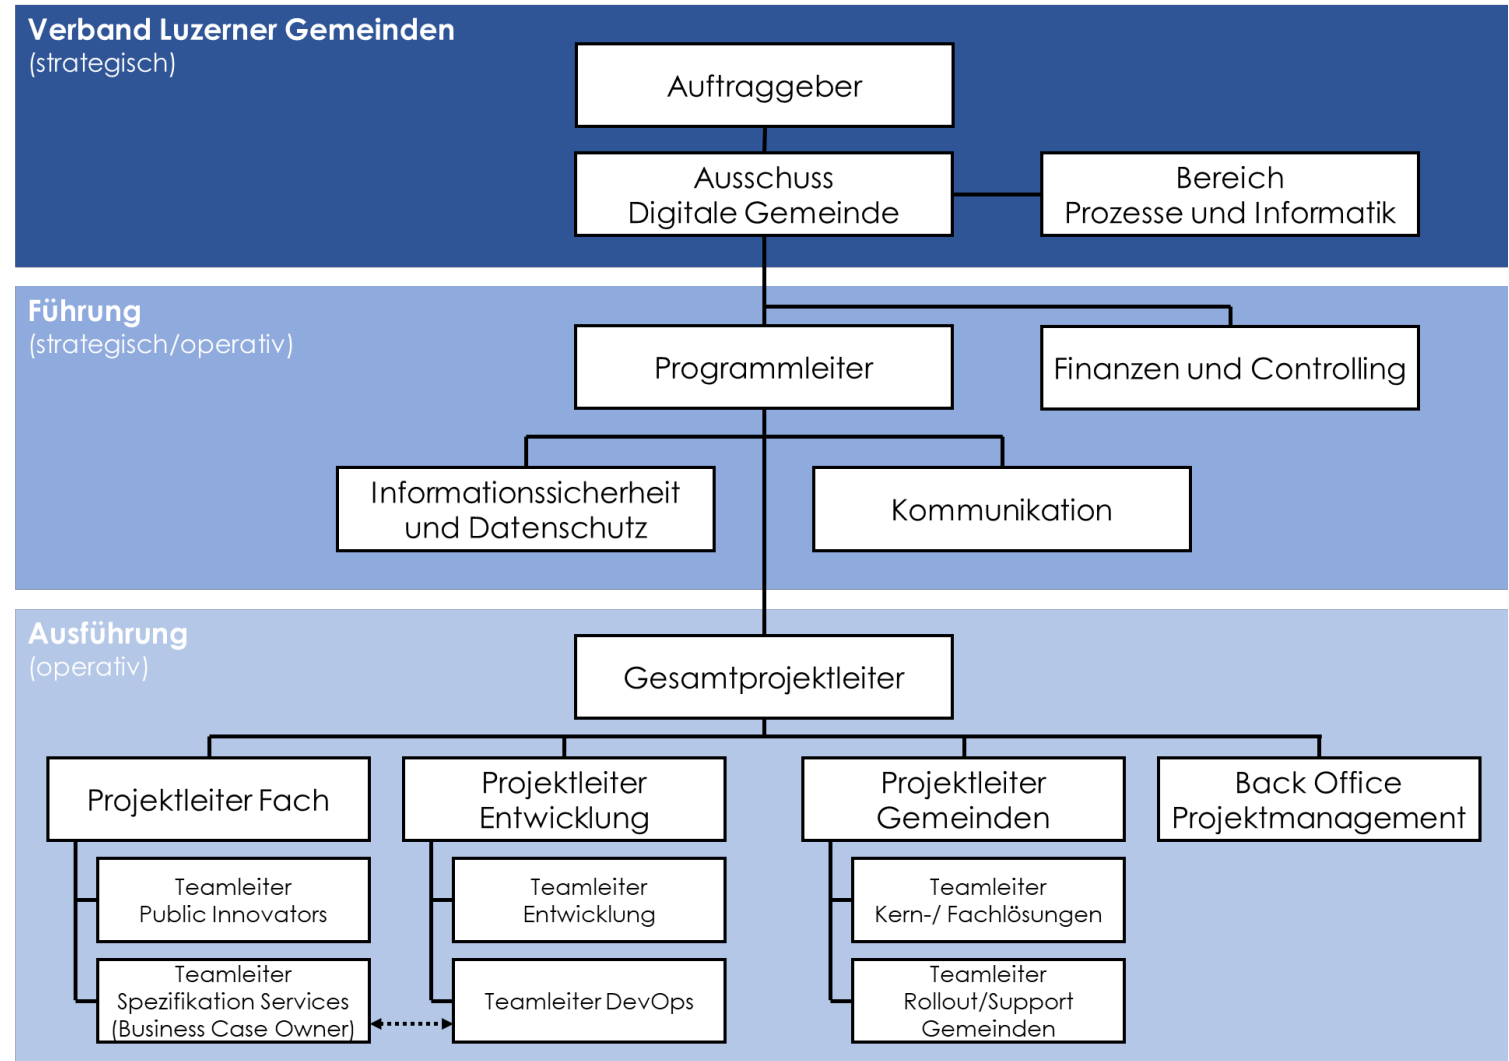 Verband Luzerner Gemeinden
(strategisch)
Auftraggeber
Ausschuss
Digitale Gemeinde
Bereich
Prozesse und Informatik
Führung
(strategisch/operativ)
Programmleiter
Finanzen und Controlling
Informationssicherheit
und Datenschutz
Kommunikation
Ausführung
(operativ)
Gesamtprojektleiter
Projektleiter Fach
Projektleiter
Entwicklung
Projektleiter
Gemeinden
Back Office
Projektmanagement
Teamleiter
Public Innovators
Teamleiter
Entwicklung
Teamleiter
Kern-/ Fachlösungen
Teamleiter
Spezifikation Services
(Business Case Owner)
Teamleiter DevOps
Teamleiter
Rollout/Support
Gemeinden